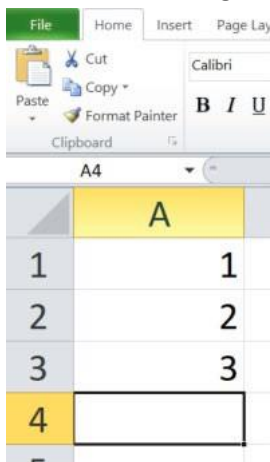 File Home Insert Page Lay
Cut
Calibri
Copy
Paste
B I U
Format Painter
Clipboard
A4
A
1 1
2 2
3 3
4